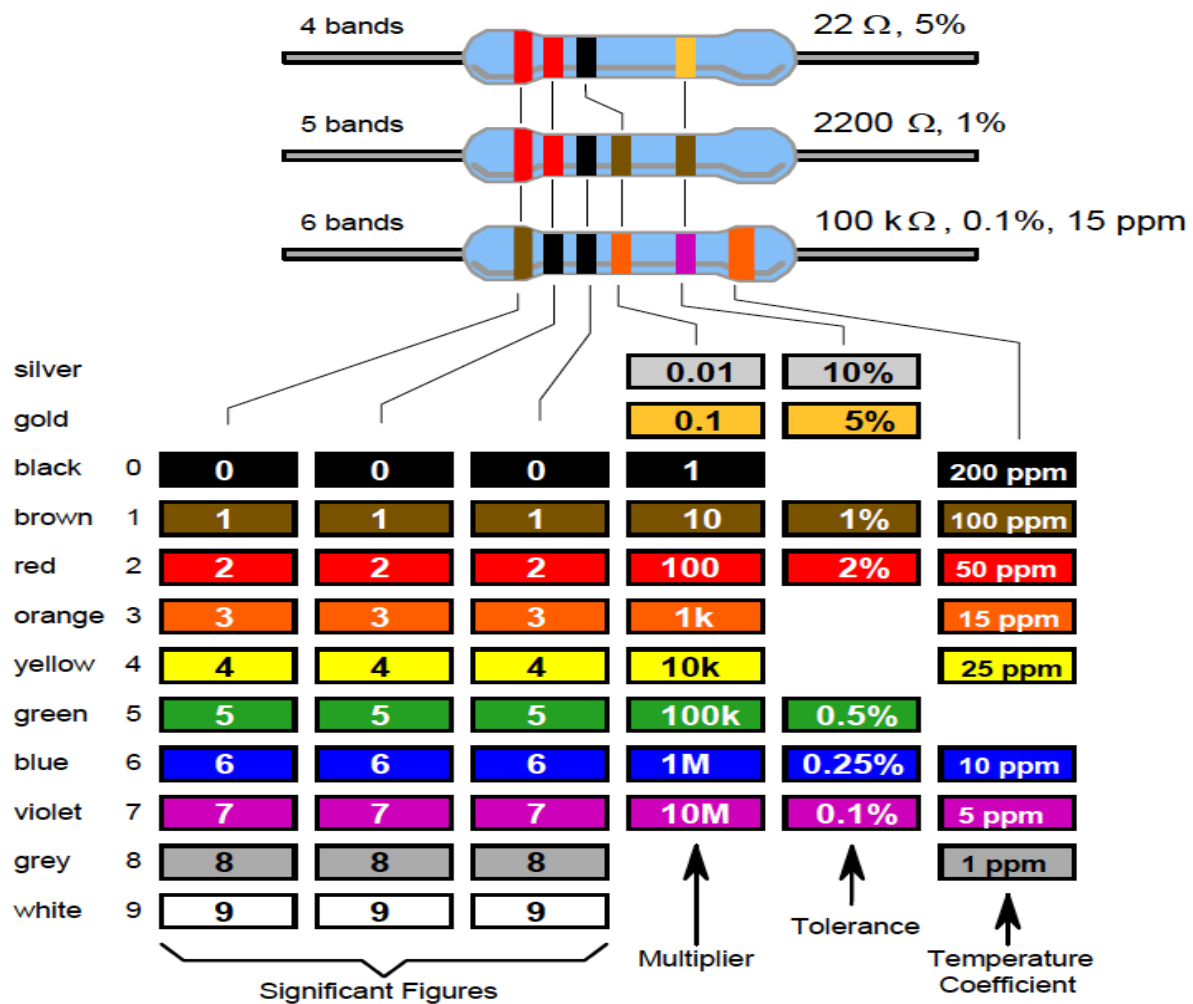 4 bands 22 Ω, 5%
5 bands 2200 Ω, 1%
6 bands 100 kΩ, 0.1%, 15 ppm
silver 0.01 10%
gold 0.1 5%
black 0 0 0 0 1 200 ppm
brown 1 1 1 1 10 1% 100 ppm
red 2 2 2 2 100 2% 50 ppm
orange 3 3 3 3 1k 15 ppm
yellow 4 4 4 4 10k 25 ppm
green 5 5 5 5 100k 0.5%
blue 6 6 6 6 1M 0.25% 10 ppm
violet 7 7 7 7 10M 0.1% 5 ppm
grey 8 8 8 8 1 ppm
white 9 9 9 9
Significant Figures
Multiplier
Tolerance
Temperature
Coefficient